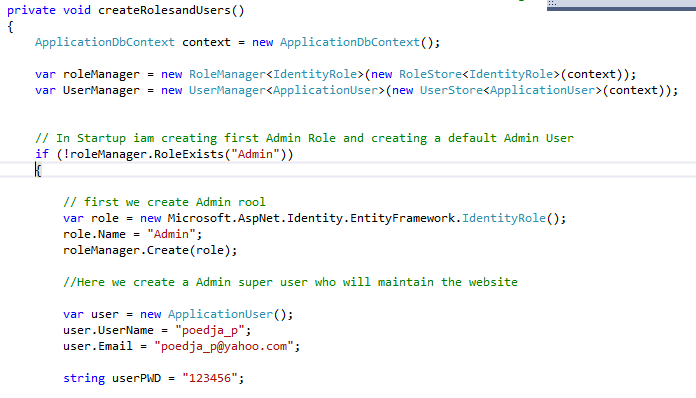 private void createRolesandUsers()
{
ApplicationDbContext context = new ApplicationDbContext();
var roleManager = new RoleManager<IdentityRole>(new RoleStore<IdentityRole>(context));
var UserManager = new UserManager<ApplicationUser>(new UserStore<ApplicationUser>(context));
// In Startup iam creating first Admin Role and creating a default Admin User
if (!roleManager.RoleExists("Admin"))
{
// first we create Admin rool
var role = new Microsoft.AspNet.Identity.EntityFramework.IdentityRole();
role.Name = "Admin";
roleManager.Create(role);
//Here we create a Admin super user who will maintain the website
var user = new ApplicationUser();
user.UserName = "poedja_p";
user.Email = "poedja_p@yahoo.com";
string userPWD = "123456";